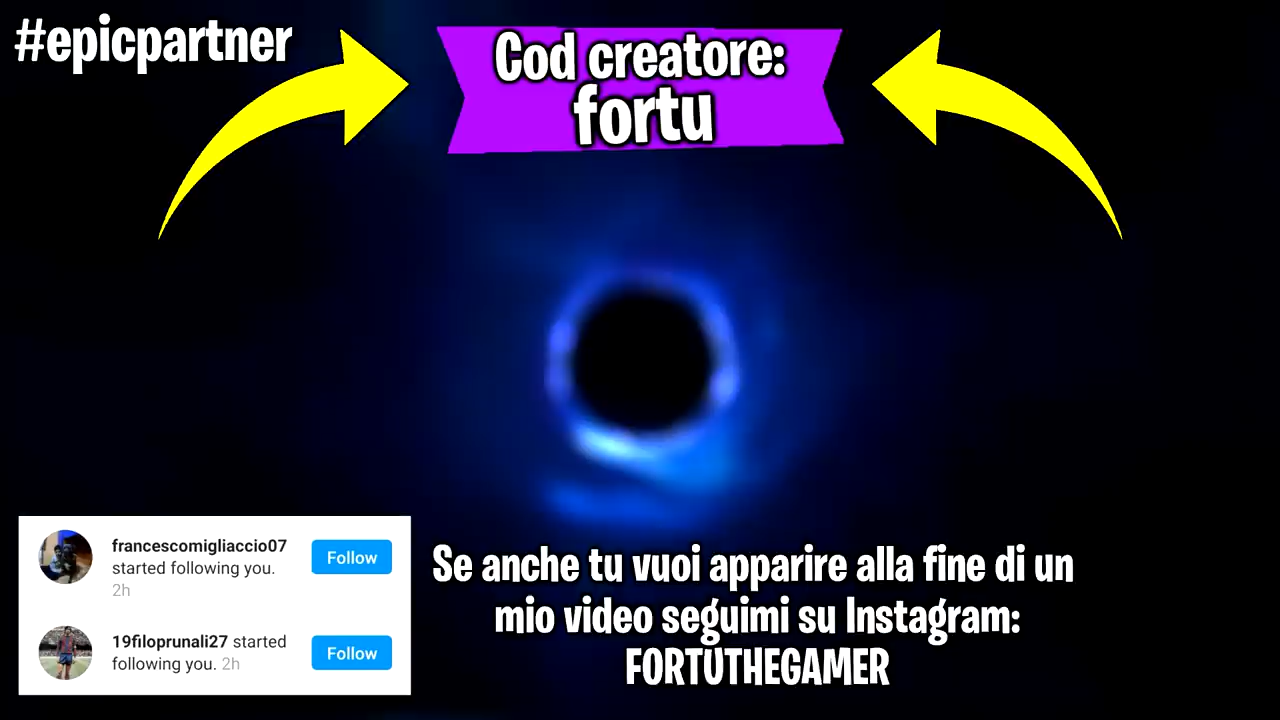 #epicpartner
Cod creatore:
fortu
francescomigliaccio07
started following you.
2h
Follow
19filoprunali27 started
following you. 2h
Follow
Se anche tu vuoi apparire alla fine di un
mio video seguimi su Instagram:
FORTUTHEGAMER